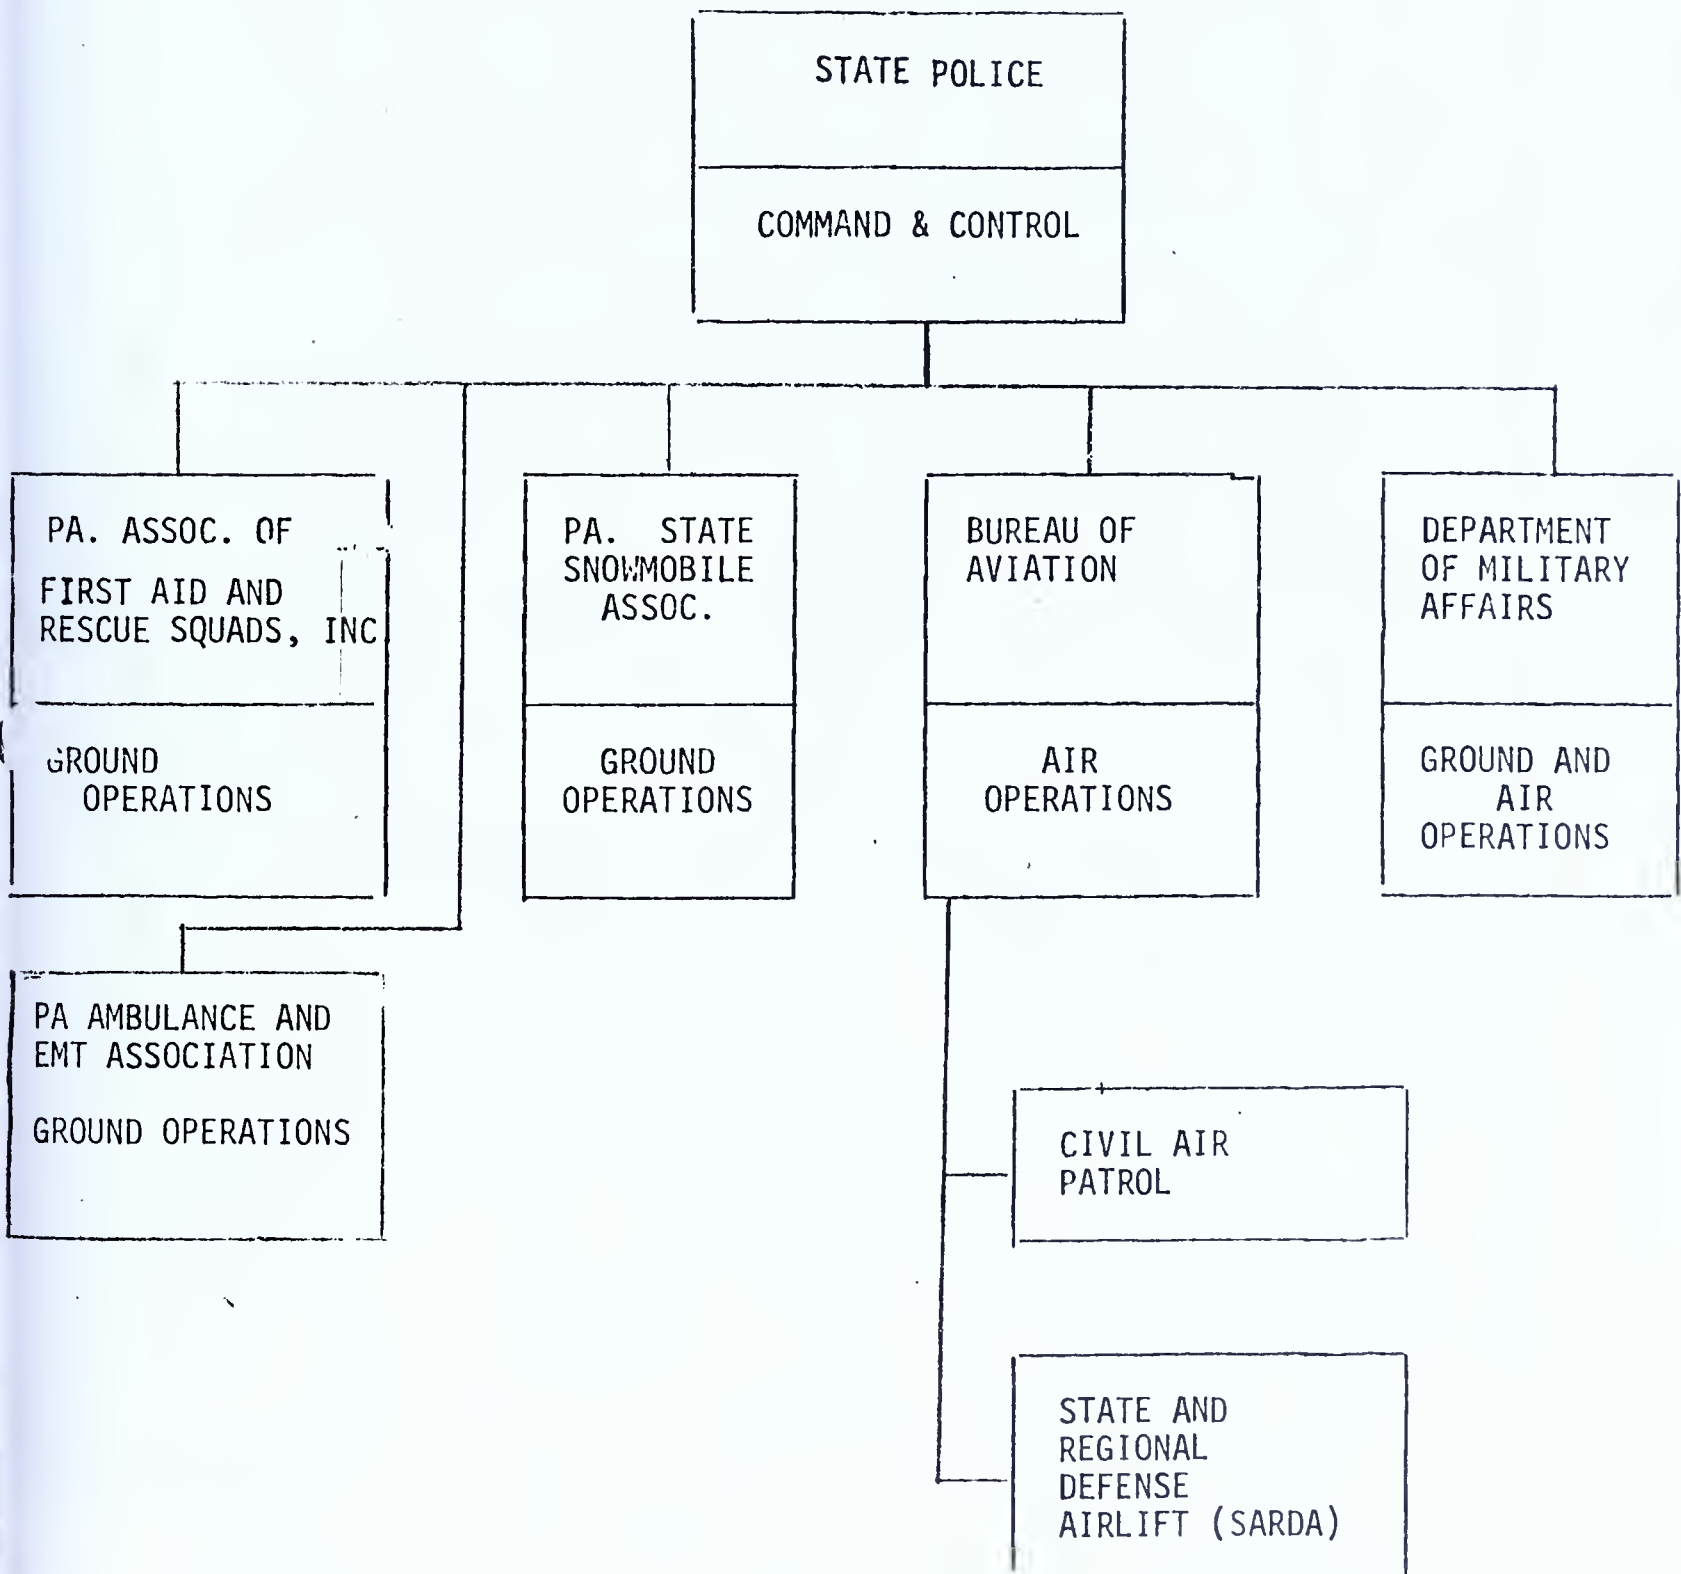 STATE POLICE
COMMAND & CONTROL
PA. ASSOC. OF
FIRST AID AND
RESCUE SQUADS, INC
GROUND
OPERATIONS
PA. STATE
SNOWMOBILE
ASSOC.
GROUND
OPERATIONS
BUREAU OF
AVIATION
AIR
OPERATIONS
DEPARTMENT
OF MILITARY
AFFAIRS
GROUND AND
AIR
OPERATIONS
PA AMBULANCE AND
EMT ASSOCIATION
GROUND OPERATIONS
CIVIL AIR
PATROL
STATE AND
REGIONAL
DEFENSE
AIRLIFT (SARDA)